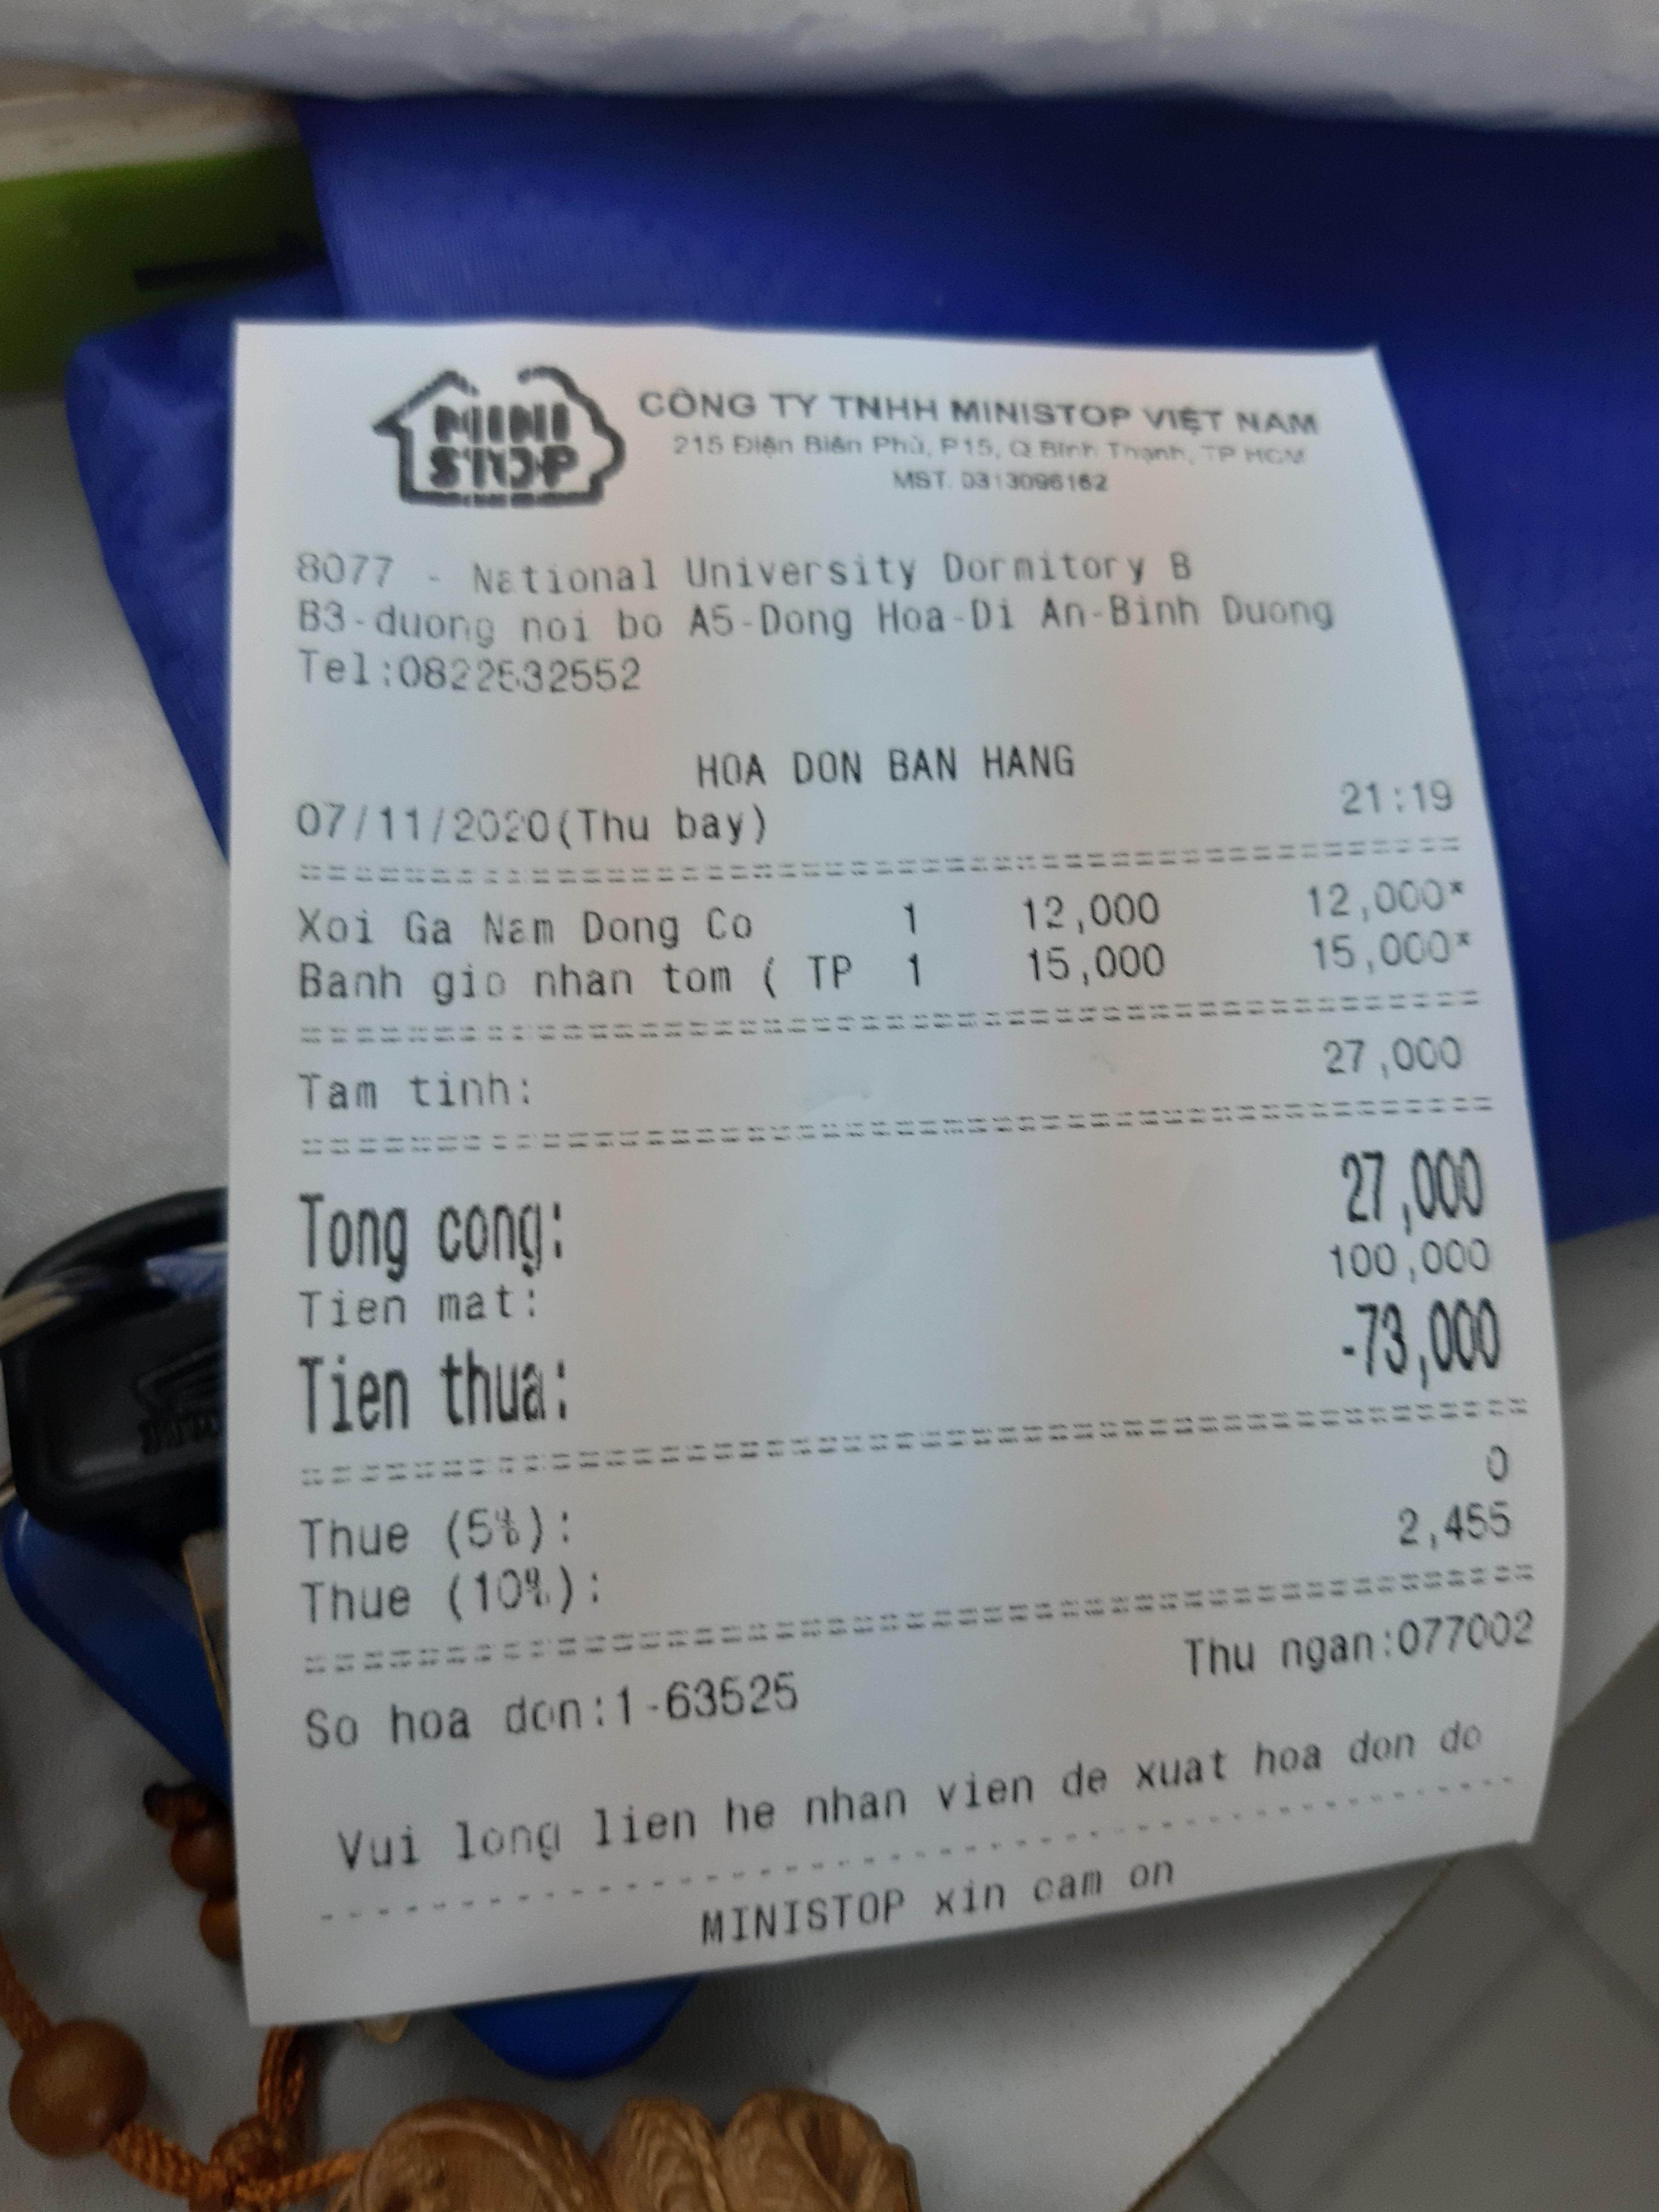 MINI
STOP
CÔNG TY TNHH MINISTOP VIỆT NAM
215 Điện Biên Phủ, P15, Q.Bình Thạnh, TP HCM
MST. 0313096162
8077 - National University Dormitory B
B3-duong noi bo A5-Dong Hoa-Di An-Binh Duong
Tel:0822532552
HOA DON BAN HANG
07/11/2020(Thu bay) 21:19
Xoi Ga Nam Dong Co 1 12,000 12,000*
Banh gio nhan tom ( TP 1 15,000 15,000*
Tam tinh: 27,000
Tong cong: 27,000
Tien mat: 100,000
Tien thua: -73,000
Thue (5%): 0
Thue (10%): 2,455
So hoa don:1-63525 Thu ngan:077002
Vui long lien he nhan vien de xuat hoa don do
MINISTOP xin cam on